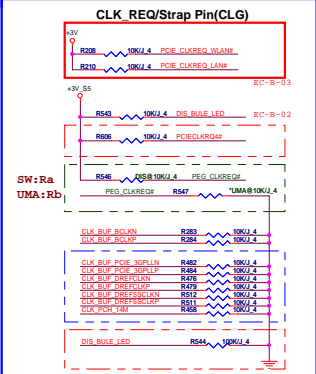 CLK_REQ/Strap Pin(CLG)
+3V
R208 10K/J_4 PCIE_CLKREQ_WLAN#
R210 10K/J_4 PCIE_CLKREQ_LAN#
EC-B-03
+3V_S5
R543 10K/J_4 DIS_BULE_LED
EC-B-02
R606 10K/J_4 PCIECLKRQ4#
SW:Ra R546 DIS@10K/J_4 PEG_CLKREQ#
UMA:Rb PEG_CLKREQ# R547 *UMA@10K/J_4
CLK_BUF_BCLKN R283 10K/J_4
CLK_BUF_BCLKP R284 10K/J_4
CLK_BUF_PCIE_3GPLLN R482 10K/J_4
CLK_BUF_PCIE_3GPLLP R484 10K/J_4
CLK_BUF_DREFCLKN R476 10K/J_4
CLK_BUF_DREFCLKP R479 10K/J_4
CLK_BUF_DREFSSCLKN R512 10K/J_4
CLK_BUF_DREFSSCLKP R511 10K/J_4
CLK_PCH_14M R458 10K/J_4
DIS_BULE_LED R544 100K/J_4